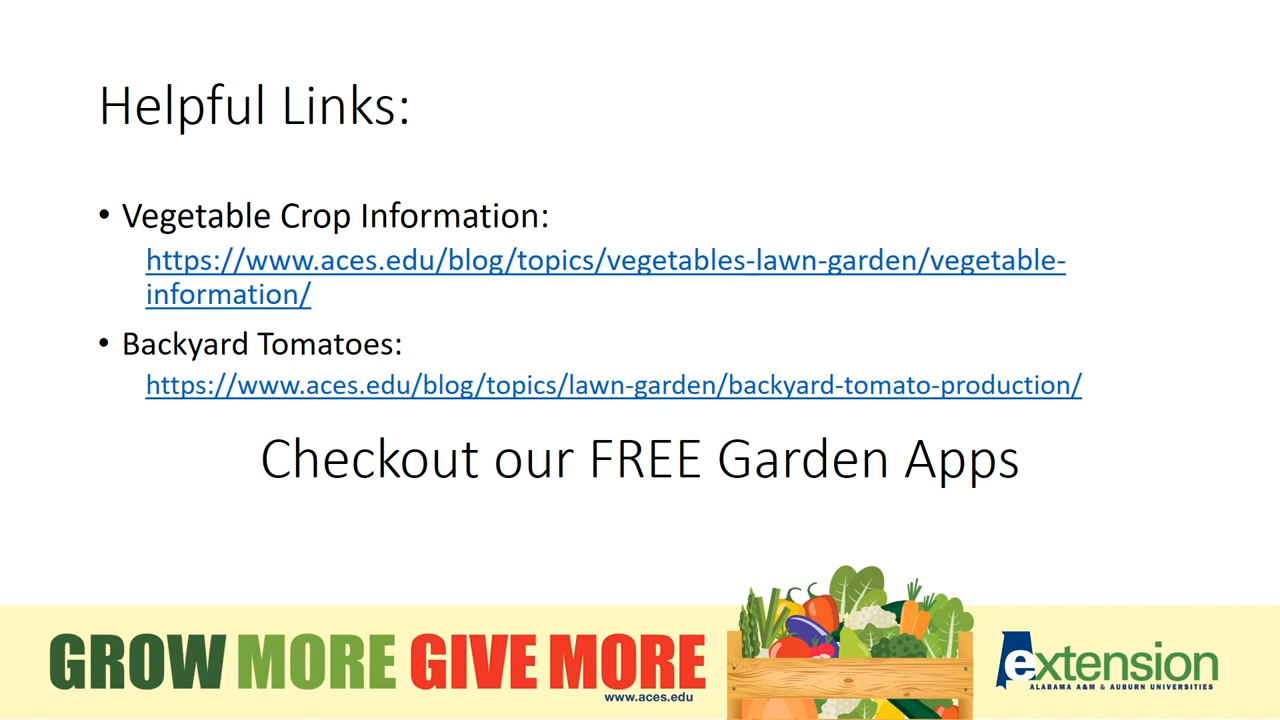 Helpful Links:
• Vegetable Crop Information:
https://www.aces.edu/blog/topics/vegetables-lawn-garden/vegetable-
information/
• Backyard Tomatoes:
https://www.aces.edu/blog/topics/lawn-garden/backyard-tomato-production/
Checkout our FREE Garden Apps
GROW MORE GIVE MORE
www.aces.edu
extension
ALABAMA A&M & AUBURN UNIVERSITIES